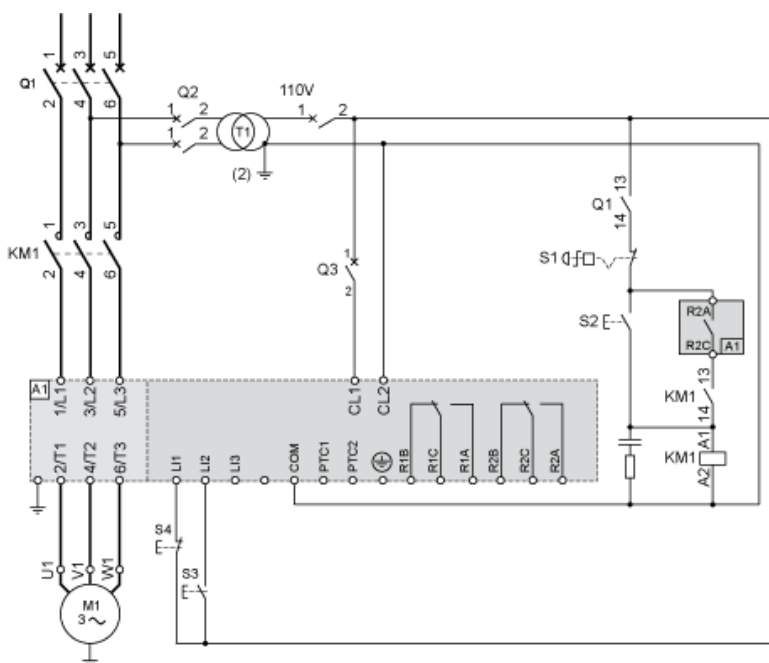 1 3 5
Q1
2 4 6
Q2
1 2
1 2
T1
(2)
110V
1 2
1 3 5
KM1
2 4 6
1
Q3
2
13
Q1
14
S1
S2
R2A
R2C A1
13
KM1
14
A1
KM1
A2
A1
1/L1 3/L2 5/L3
CL1 CL2
2/T1 4/T2 6/T3
LI1 LI2 LI3 COM PTC1 PTC2 R1B R1C R1A R2B R2C R2A
S4
S3
U1 V1 W1
M1
3